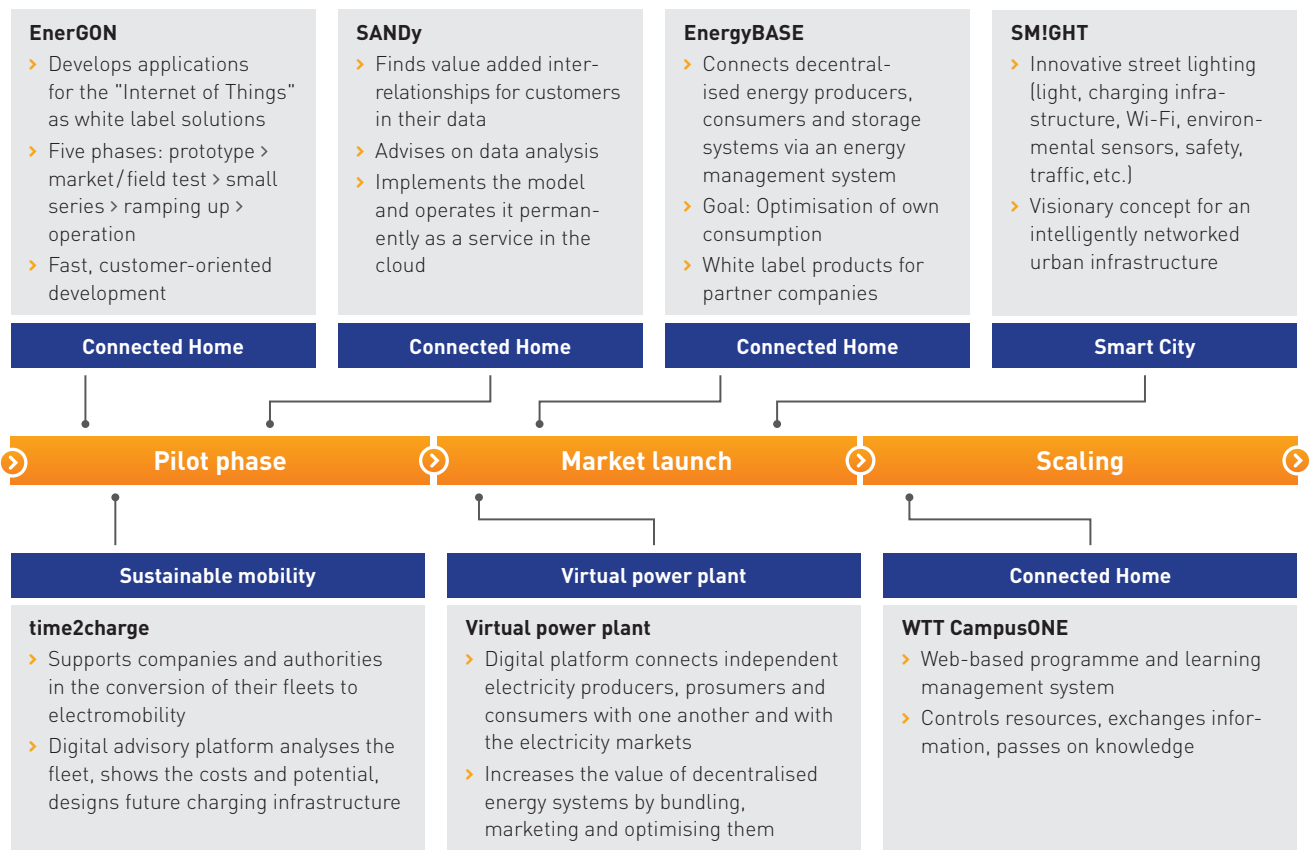 EnerGON
› Develops applications
for the "Internet of Things"
as white label solutions
› Five phases: prototype ›
market/field test › small
series › ramping up ›
operation
› Fast, customer-oriented
development
Connected Home
SANDy
› Finds value added inter-
relationships for customers
in their data
› Advises on data analysis
› Implements the model
and operates it perma-
nently as a service in the
cloud
Connected Home
EnergyBASE
› Connects decentral-
ised energy producers,
consumers and storage
systems via an energy
management system
› Goal: Optimisation of own
consumption
› White label products for
partner companies
Connected Home
SM!GHT
› Innovative street lighting
(light, charging infra-
structure, Wi-Fi, environ-
mental sensors, safety,
traffic, etc.)
› Visionary concept for an
intelligently networked
urban infrastructure
Smart City
Pilot phase
Market launch
Scaling
Sustainable mobility
time2charge
› Supports companies and authorities
in the conversion of their fleets to
electromobility
› Digital advisory platform analyses the
fleet, shows the costs and potential,
designs future charging infrastructure
Virtual power plant
Virtual power plant
› Digital platform connects independent
electricity producers, prosumers and
consumers with one another and with
the electricity markets
› Increases the value of decentralised
energy systems by bundling,
marketing and optimising them
Connected Home
WTT CampusONE
› Web-based programme and learning
management system
› Controls resources, exchanges infor-
mation, passes on knowledge